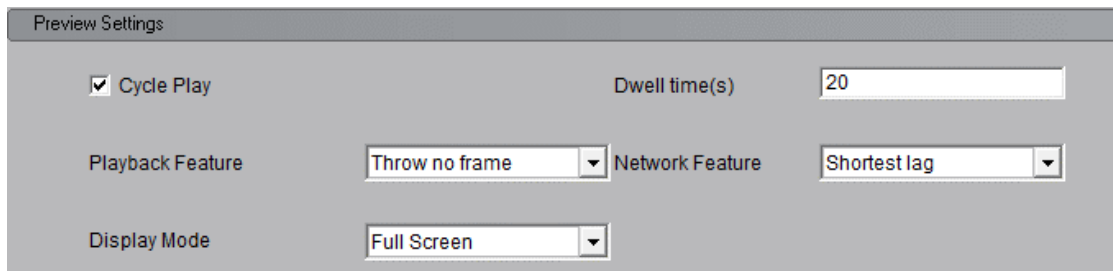 Preview Settings
Cycle Play Dwell time(s) 20
Playback Feature Throw no frame Network Feature Shortest lag
Display Mode Full Screen